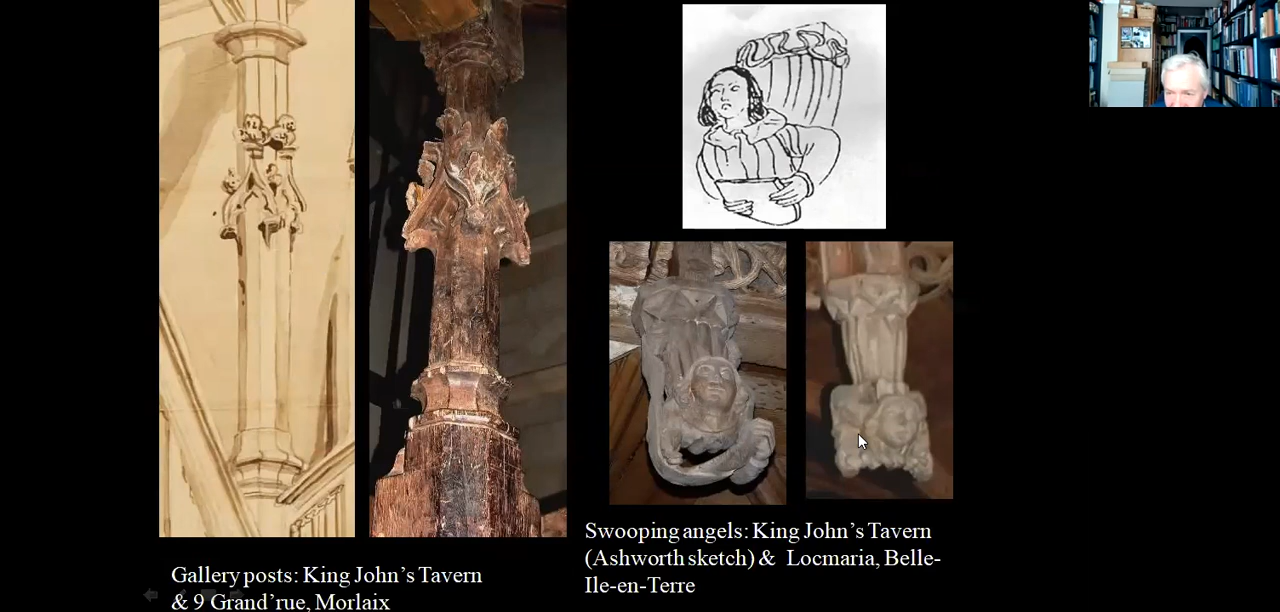 Gallery posts: King John’s Tavern
& 9 Grand’rue, Morlaix
Swooping angels: King John’s Tavern
(Ashworth sketch) & Locmaria, Belle-
Ile-en-Terre